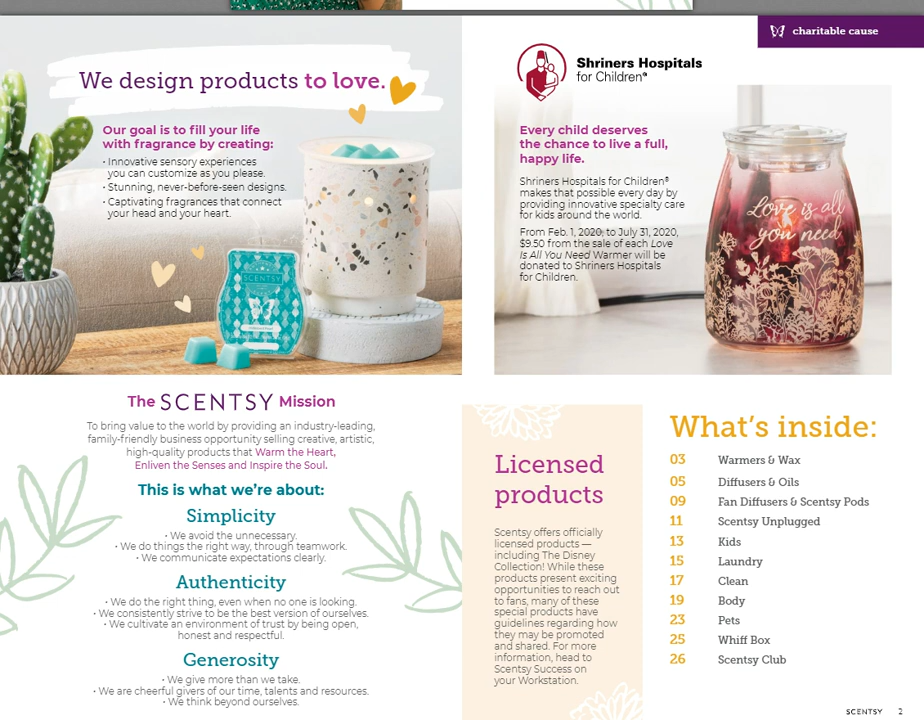 We design products to love.
Our goal is to fill your life
with fragrance by creating:
• Innovative sensory experiences
you can customize as you please.
• Stunning, never-before-seen designs.
• Captivating fragrances that connect
your head and your heart.
SCENTSY
charitable cause
Shriners Hospitals
for Children®
Every child deserves
the chance to live a full,
happy life.
Shriners Hospitals for Children®
makes that possible every day by
providing innovative specialty care
for kids around the world.
From Feb. 1, 2020, to July 31, 2020,
$9.50 from the sale of each Love
Is All You Need Warmer will be
donated to Shriners Hospitals
for Children.
Love is all
you need
The SCENTSY Mission
To bring value to the world by providing an industry-leading,
family-friendly business opportunity selling creative, artistic,
high-quality products that Warm the Heart,
Enliven the Senses and Inspire the Soul.
This is what we're about:
Simplicity
• We avoid the unnecessary.
• We do things the right way, through teamwork.
• We communicate expectations clearly.
Authenticity
• We do the right thing, even when no one is looking.
• We consistently strive to be the best version of ourselves.
• We cultivate an environment of trust by being open,
honest and respectful.
Generosity
• We give more than we take.
• We are cheerful givers of our time, talents and resources.
• We think beyond ourselves.
Licensed
products
Scentsy offers officially
licensed products —
including The Disney
Collection! While these
products present exciting
opportunities to reach out
to fans, many of these
special products have
guidelines regarding how
they may be promoted
and shared. For more
information, head to
Scentsy Success on
your Workstation.
What's inside:
03 Warmers & Wax
05 Diffusers & Oils
09 Fan Diffusers & Scentsy Pods
11 Scentsy Unplugged
13 Kids
15 Laundry
17 Clean
19 Body
23 Pets
25 Whiff Box
26 Scentsy Club
SCENTSY 2